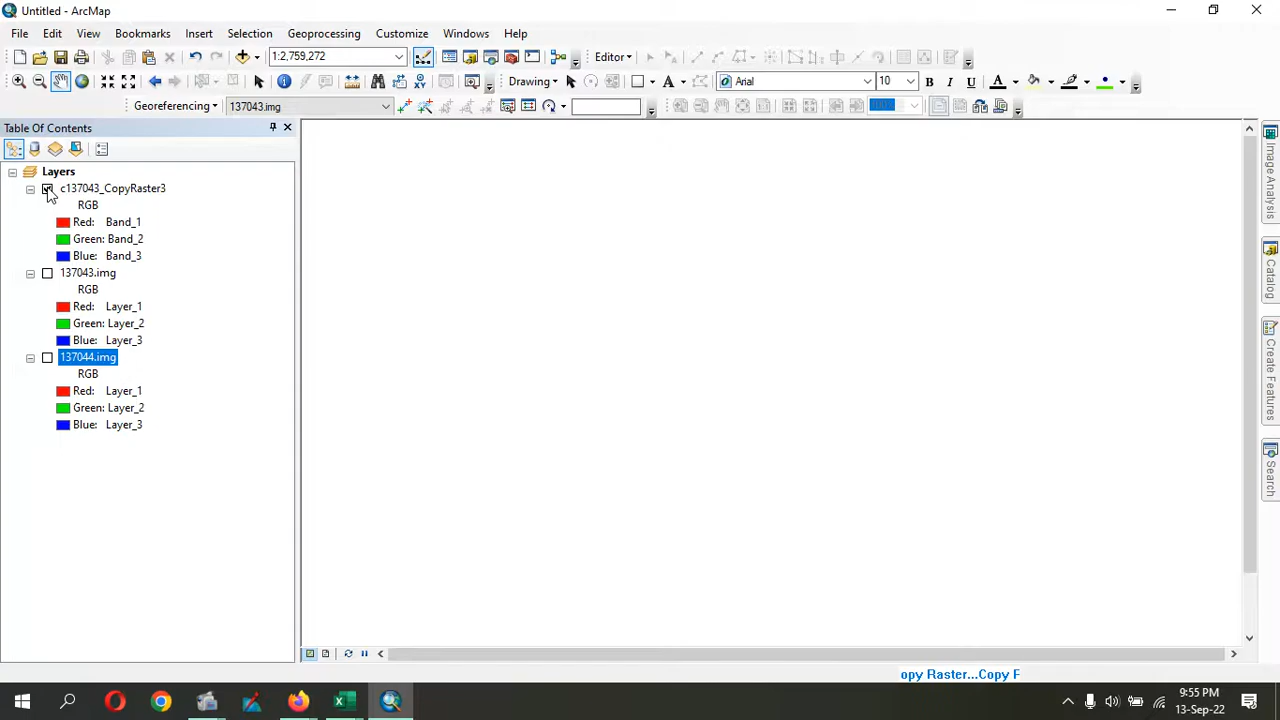 Untitled - ArcMap
File Edit View Bookmarks Insert Selection Geoprocessing Customize Windows Help
1:2,759,272 Editor
Drawing Arial 10 B I U A
Georeferencing 137043.img
Table Of Contents
Layers
c137043_CopyRaster3
RGB
Red: Band_1
Green: Band_2
Blue: Band_3
137043.img
RGB
Red: Layer_1
Green: Layer_2
Blue: Layer_3
137044.img
RGB
Red: Layer_1
Green: Layer_2
Blue: Layer_3
Image Analysis
Catalog
Create Features
Search
opy Raster...Copy F
9:55 PM
13-Sep-22